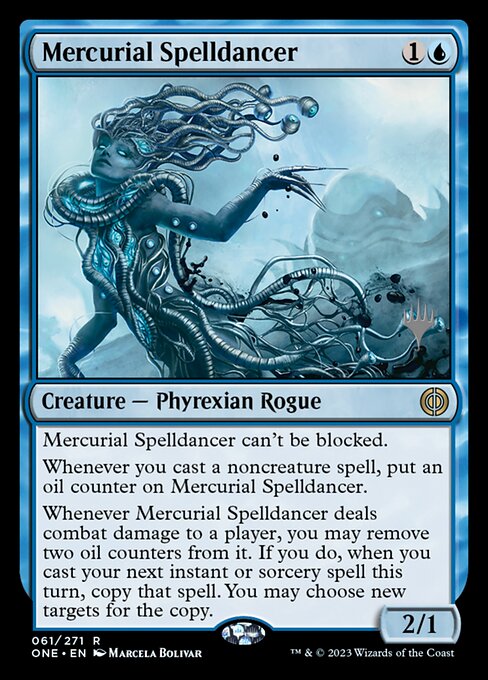 Mercurial Spelldancer 1
Creature — Phyrexian Rogue
Mercurial Spelldancer can't be blocked.
Whenever you cast a noncreature spell, put an
oil counter on Mercurial Spelldancer.
Whenever Mercurial Spelldancer deals
combat damage to a player, you may remove
two oil counters from it. If you do, when you
cast your next instant or sorcery spell this
turn, copy that spell. You may choose new
targets for the copy.
2/1
061/271 R
ONE • EN Marcela Bolivar
™ & © 2023 Wizards of the Coast